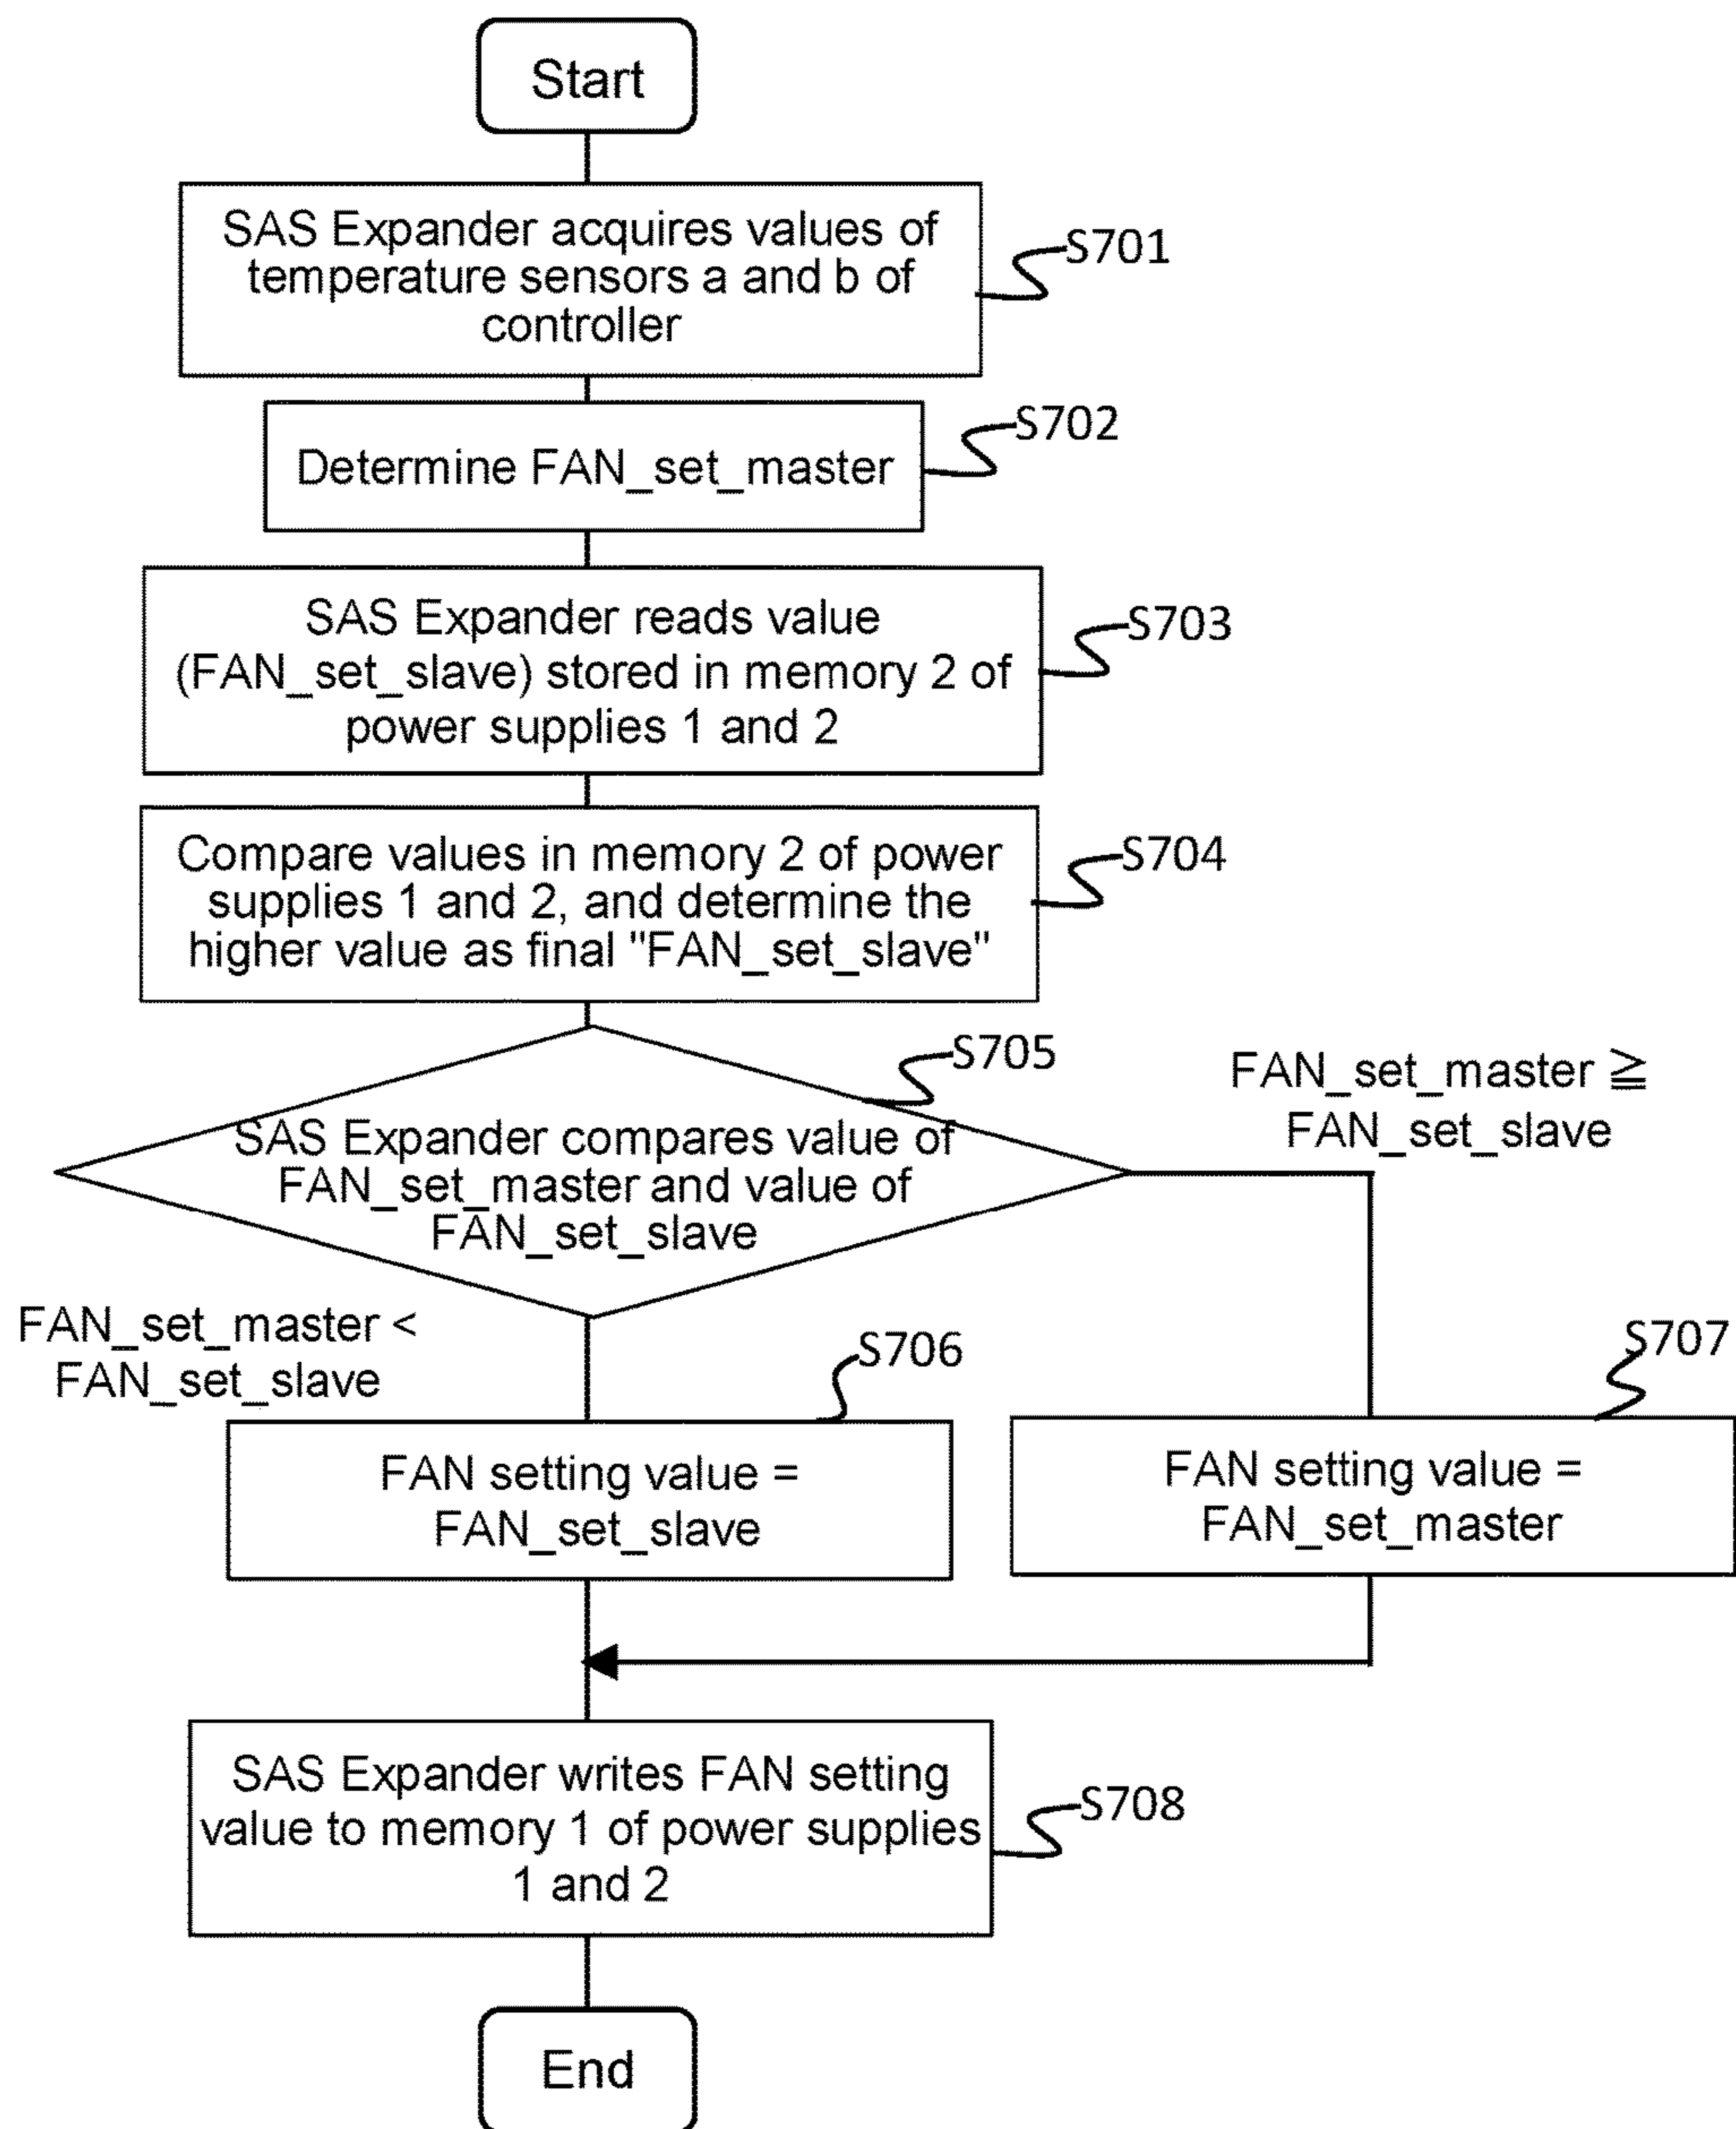 Start
SAS Expander acquires values of
temperature sensors a and b of
controller
S701
Determine FAN_set_master
S702
SAS Expander reads value
(FAN_set_slave) stored in memory 2 of
power supplies 1 and 2
S703
Compare values in memory 2 of power
supplies 1 and 2, and determine the
higher value as final "FAN_set_slave"
S704
SAS Expander compares value of
FAN_set_master and value of
FAN_set_slave
S705
FAN_set_master ≧
FAN_set_slave
FAN_set_master <
FAN_set_slave
S706
FAN setting value =
FAN_set_slave
S707
FAN setting value =
FAN_set_master
SAS Expander writes FAN setting
value to memory 1 of power supplies
1 and 2
S708
End